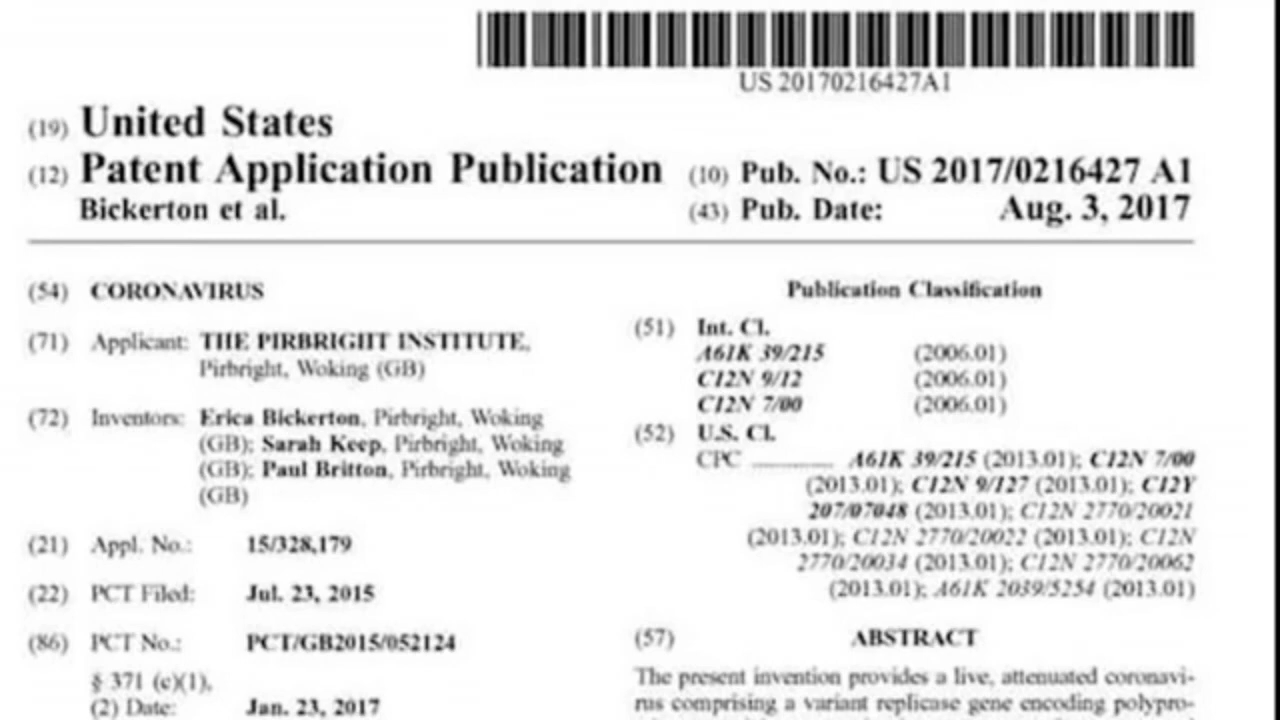 US 20170216427A1
(19) United States
(12) Patent Application Publication
Bickerton et al.
(10) Pub. No.: US 2017/0216427 A1
(43) Pub. Date: Aug. 3, 2017
(54) CORONAVIRUS
(71) Applicant: THE PIRBRIGHT INSTITUTE,
Pirbright, Woking (GB)
(72) Inventors: Erica Bickerton, Pirbright, Woking
(GB); Sarah Keep, Pirbright, Woking
(GB); Paul Britton, Pirbright, Woking
(GB)
(21) Appl. No.: 15/328,179
(22) PCT Filed: Jul. 23, 2015
(86) PCT No.: PCT/GB2015/052124
§ 371 (c)(1),
(2) Date: Jan. 23, 2017
Publication Classification
(51) Int. Cl.
A61K 39/215 (2006.01)
C12N 9/12 (2006.01)
C12N 7/00 (2006.01)
(52) U.S. Cl.
CPC .............. A61K 39/215 (2013.01); C12N 7/00
(2013.01); C12N 9/127 (2013.01); C12Y
207/07048 (2013.01); C12N 2770/20021
(2013.01); C12N 2770/20022 (2013.01); C12N
2770/20034 (2013.01); C12N 2770/20062
(2013.01); A61K 2039/5254 (2013.01)
(57) ABSTRACT
The present invention provides a live, attenuated coronavi-
rus comprising a variant replicase gene encoding polypro-